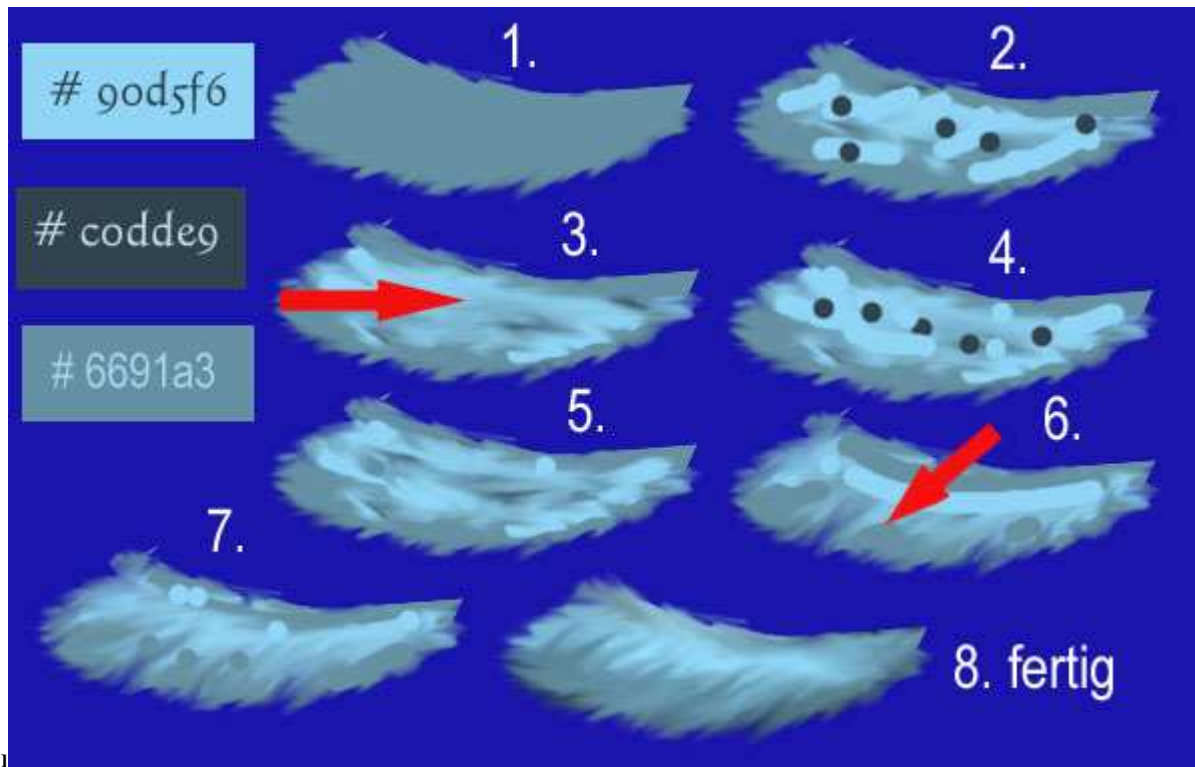 # 90d5f6
1.
2.
# c0dde9
3.
4.
# 6691a3
5.
6.
7.
8. fertig